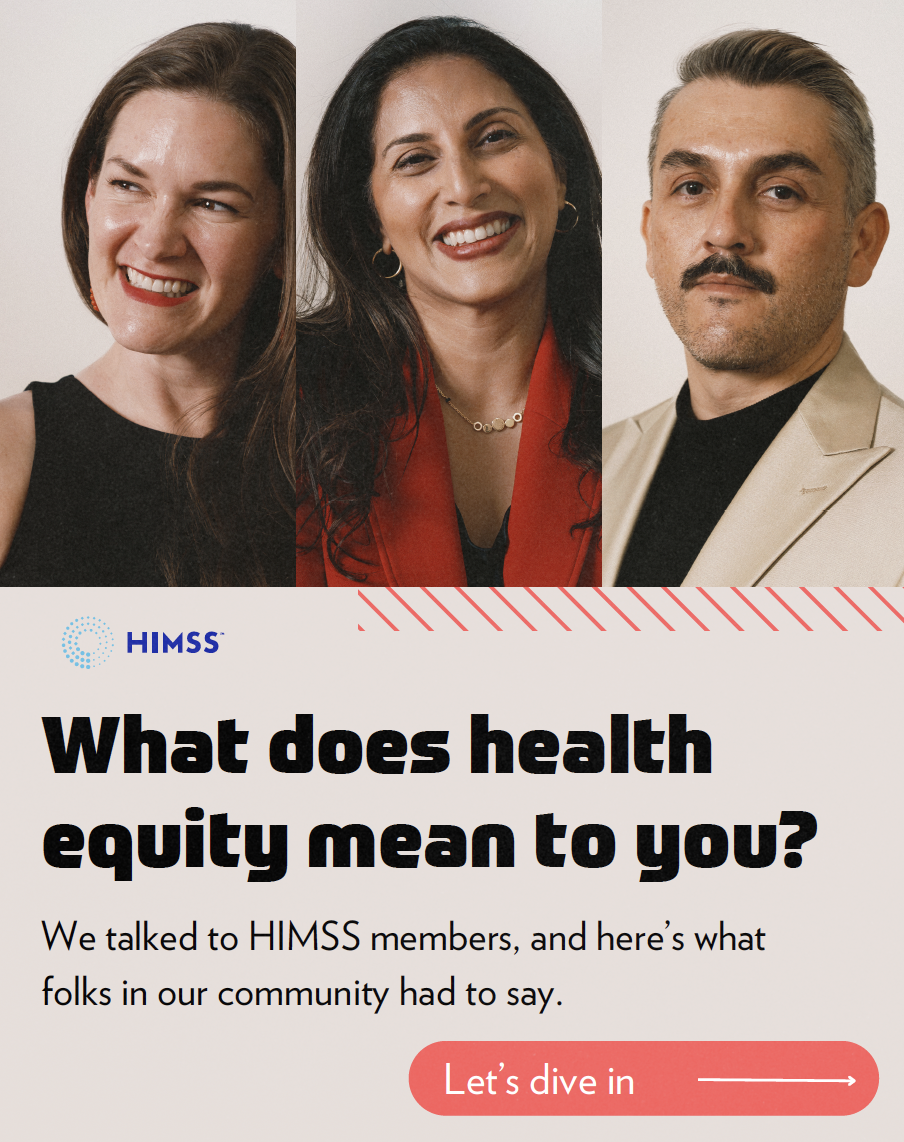 HIMSS™
What does health
equity mean to you?
We talked to HIMSS members, and here’s what
folks in our community had to say.
Let’s dive in